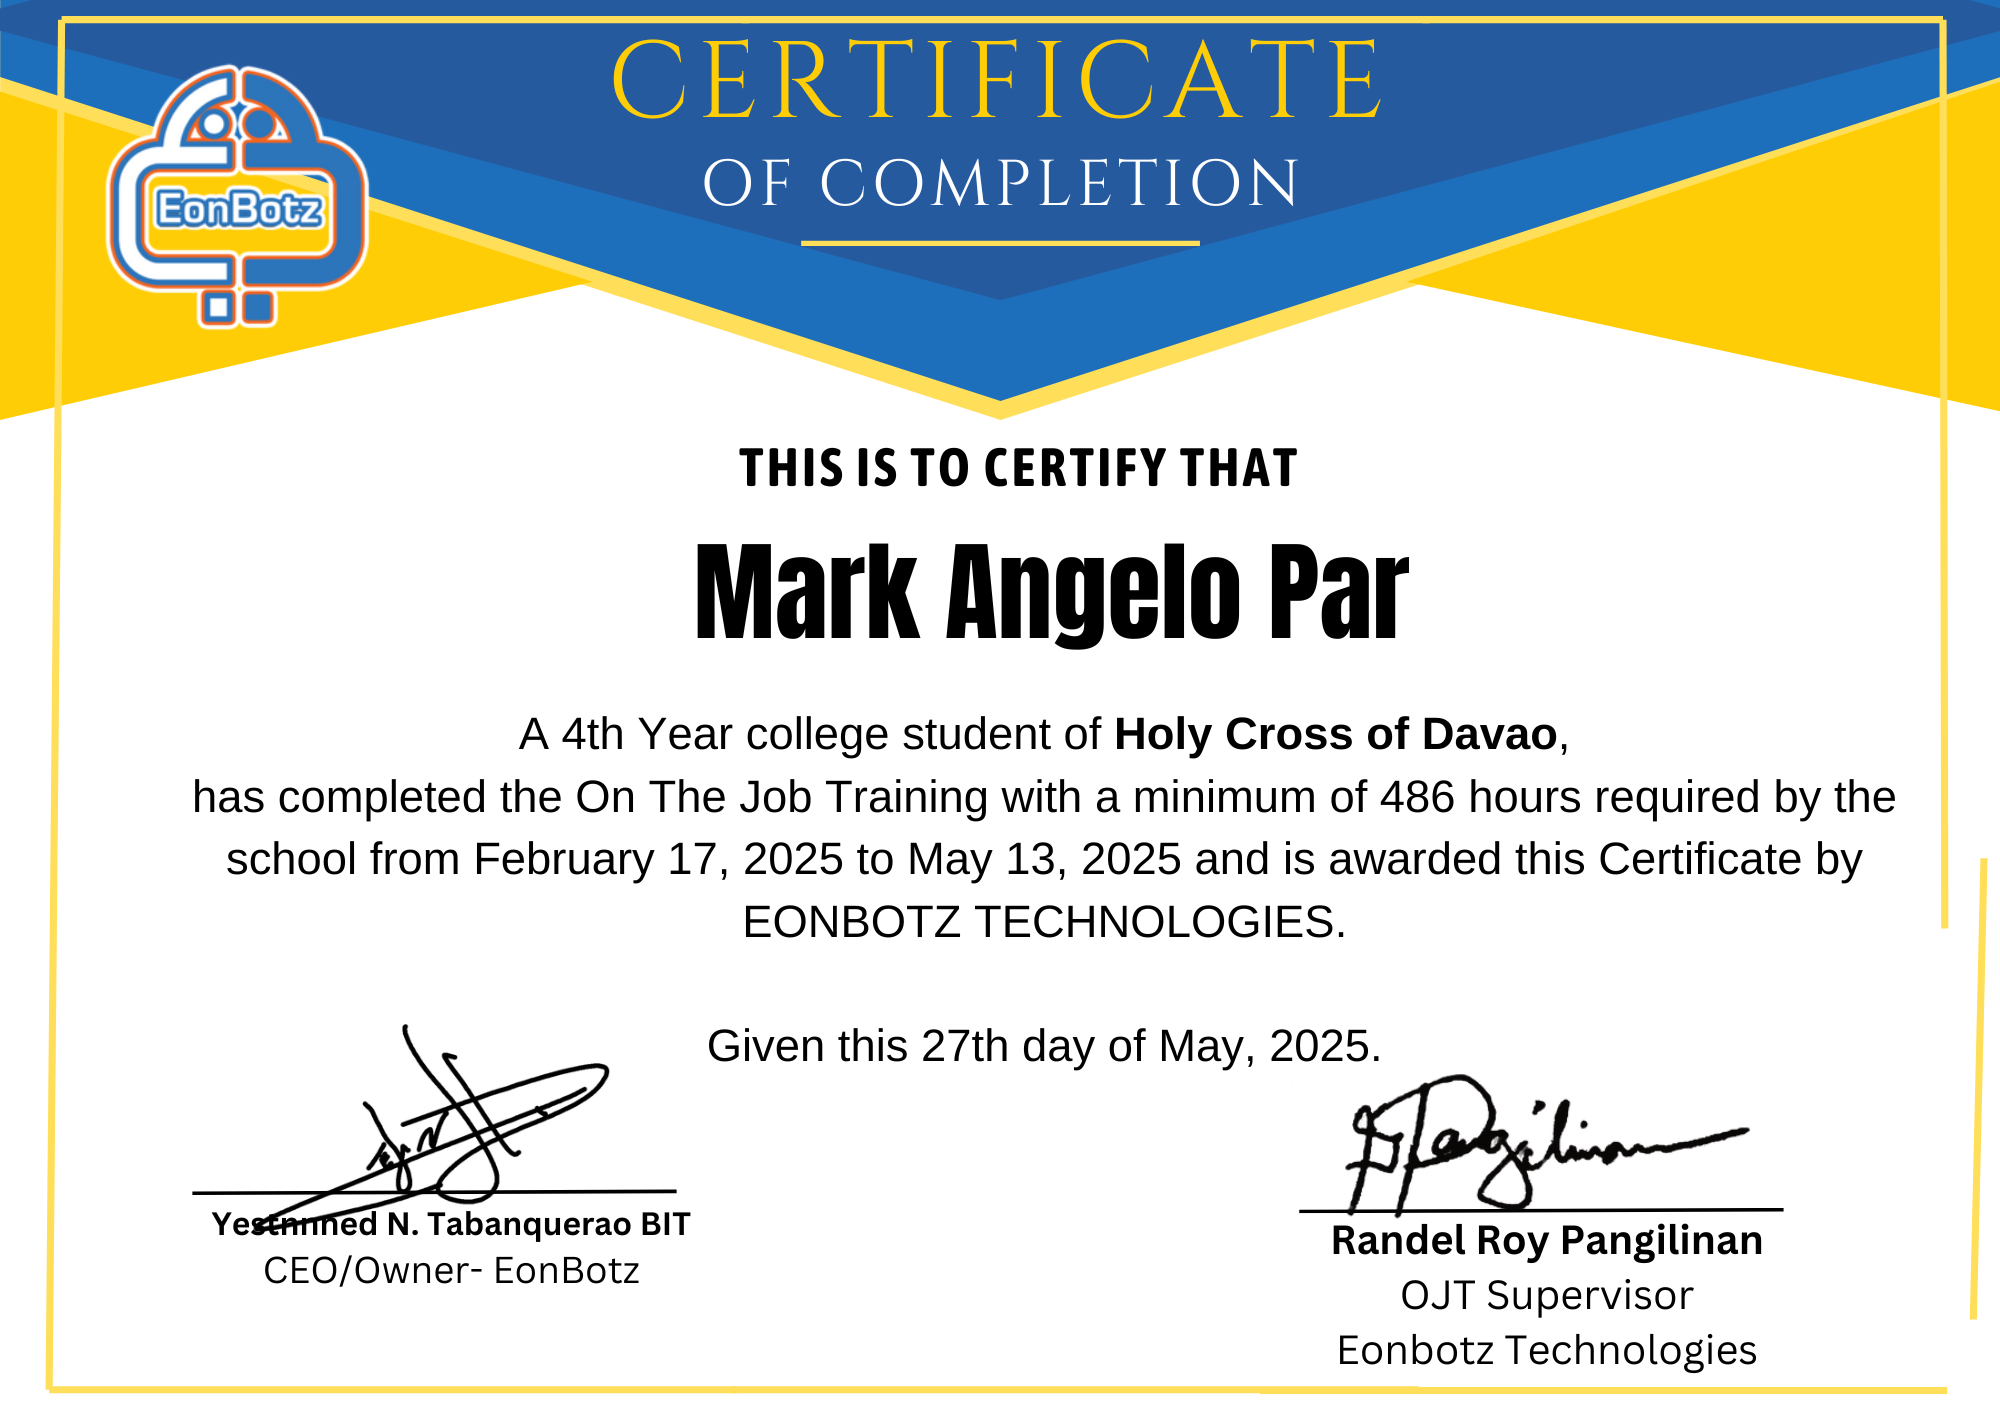 CERTIFICATE
OF COMPLETION
EonBotz
THIS IS TO CERTIFY THAT
Mark Angelo Par
A 4th Year college student of Holy Cross of Davao,
has completed the On The Job Training with a minimum of 486 hours required by the
school from February 17, 2025 to May 13, 2025 and is awarded this Certificate by
EONBOTZ TECHNOLOGIES.
Given this 27th day of May, 2025.
N. Tabanquerao BIT
CEO/Owner- EonBotz
Randel Roy Pangilinan
OJT Supervisor
Eonbotz Technologies